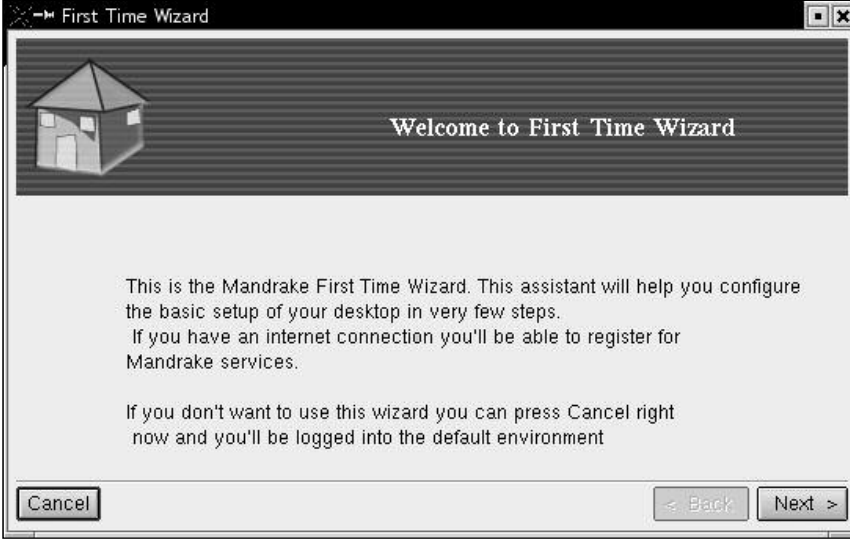 First Time Wizard
Welcome to First Time Wizard
This is the Mandrake First Time Wizard. This assistant will help you configure
the basic setup of your desktop in very few steps.
If you have an internet connection you'll be able to register for
Mandrake services.
If you don't want to use this wizard you can press Cancel right
now and you'll be logged into the default environment
Cancel
< Back
Next >